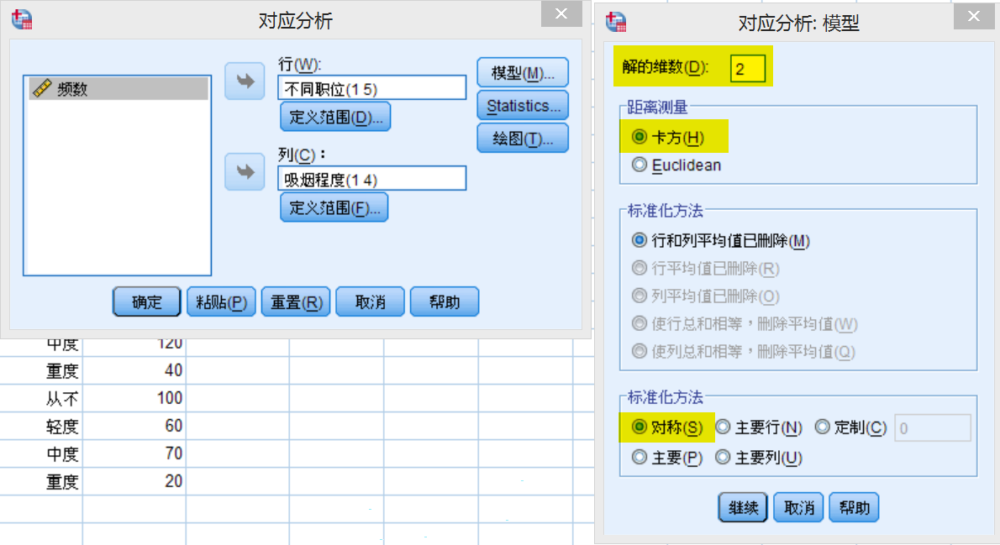 对应分析
频数
行(W):
不同职位(1 5)
定义范围(D)...
列(C)：
吸烟程度(1 4)
定义范围(F)...
模型(M)...
Statistics...
绘图(T)...
确定 粘贴(P) 重置(R) 取消 帮助
中度 120
重度 40
从不 100
轻度 60
中度 70
重度 20
对应分析: 模型
解的维数(D): 2
距离测量
卡方(H)
Euclidean
标准化方法
行和列平均值已删除(M)
行平均值已删除(R)
列平均值已删除(O)
使行总和相等，删除平均值(W)
使列总和相等，删除平均值(Q)
标准化方法
对称(S) 主要行(N) 定制(C) 0
主要(P) 主要列(U)
继续 取消 帮助